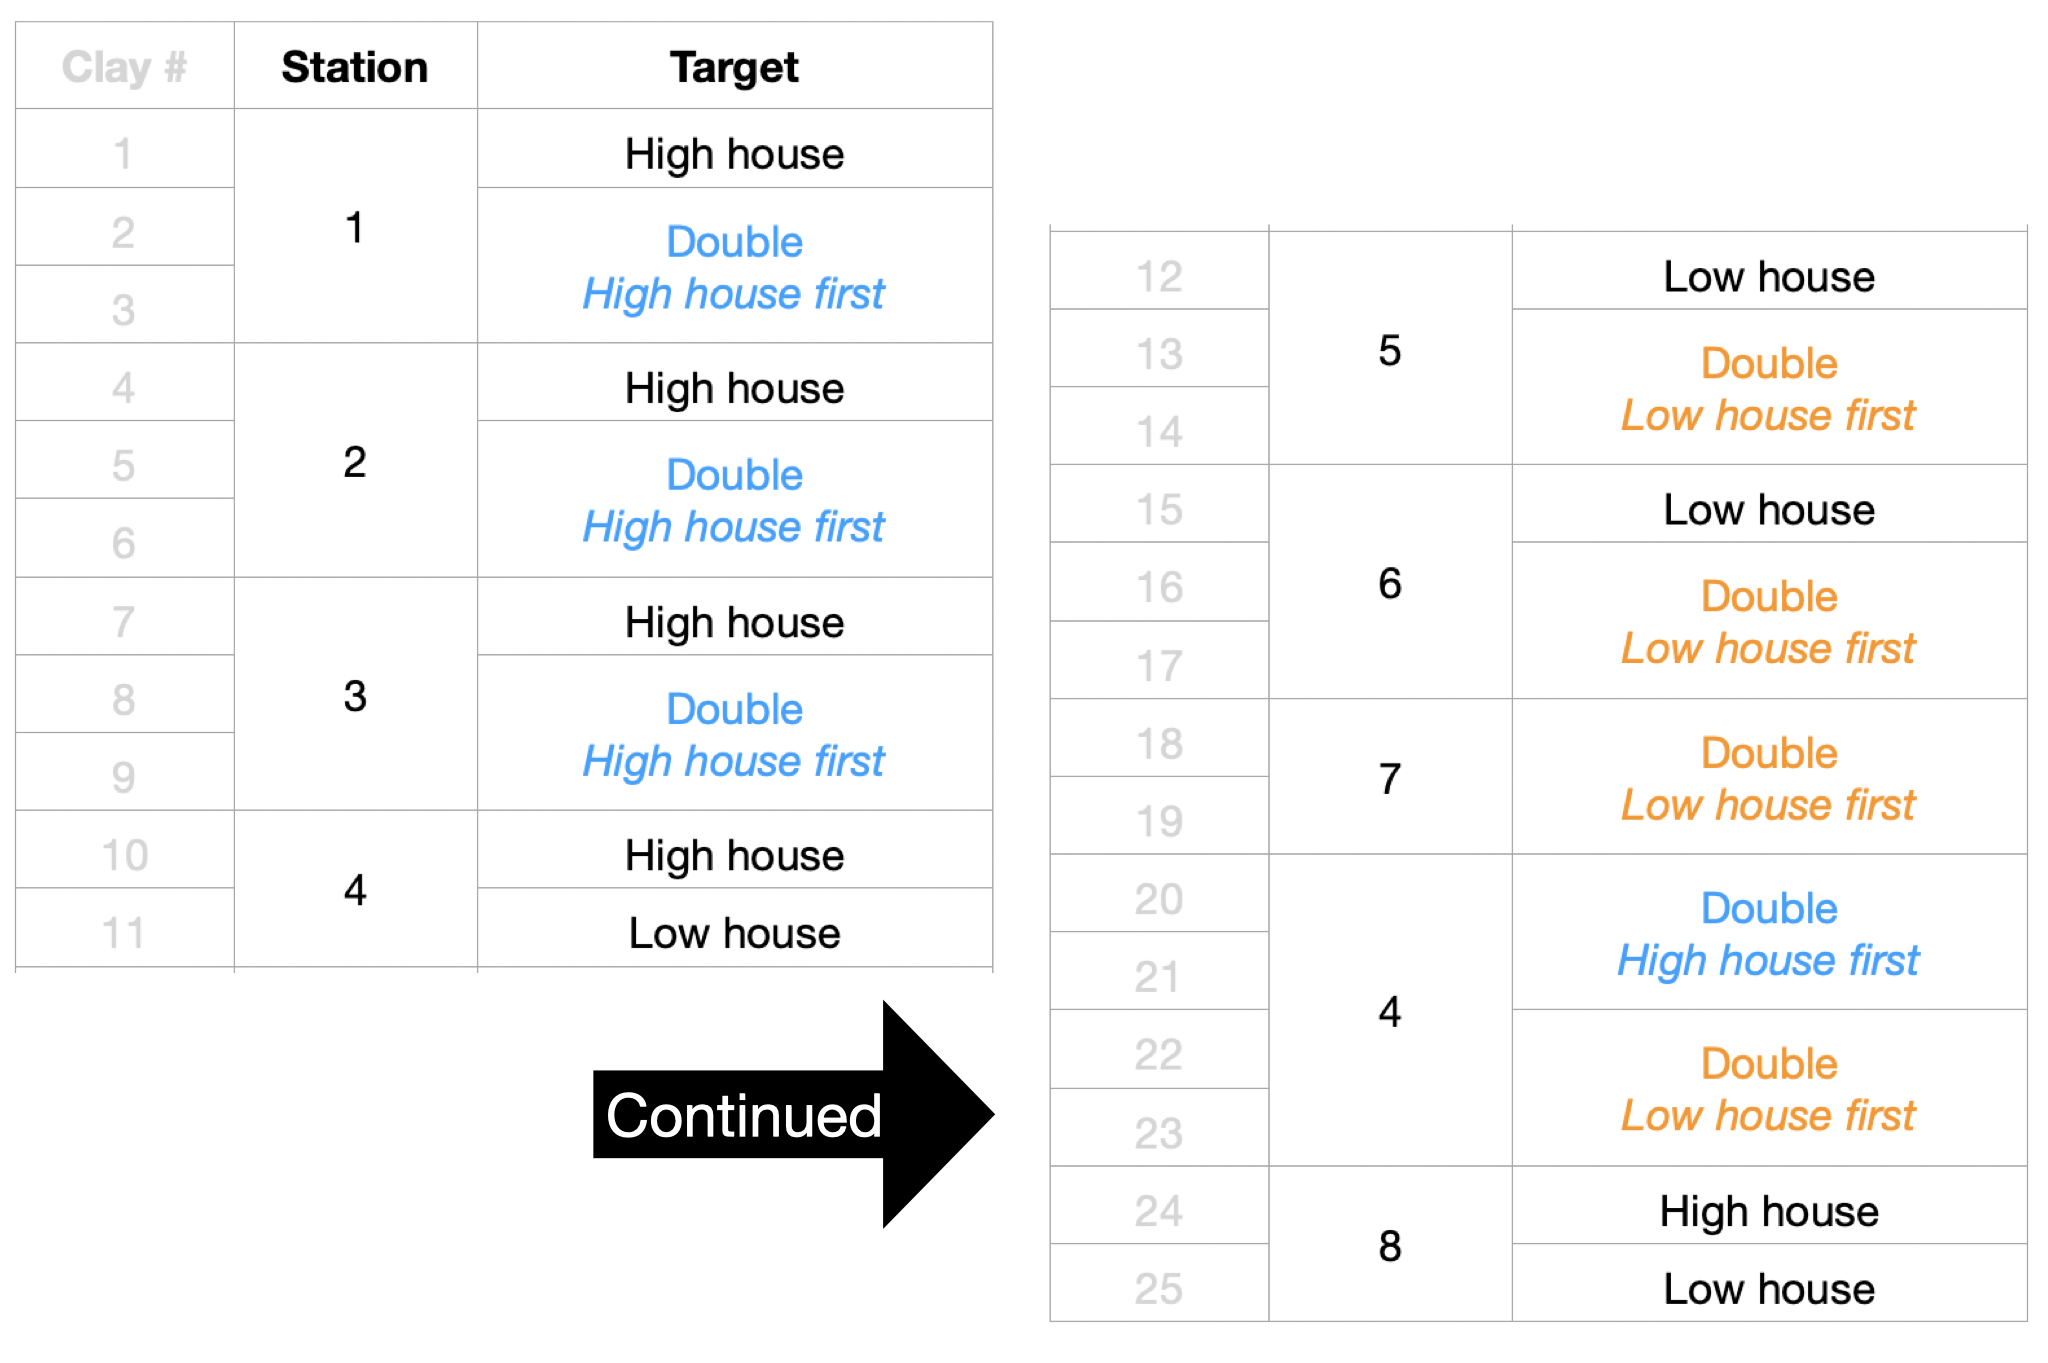 Clay # Station Target
1 1 High house
2 Double
High house first
3
4 2 High house
5 Double
High house first
6
7 3 High house
8 Double
High house first
9
10 4 High house
11 Low house
Continued
12 5 Low house
13 Double
Low house first
14
15 6 Low house
16 Double
Low house first
17
18 7 Double
Low house first
19
20 4 Double
High house first
21
22 Double
Low house first
23
24 8 High house
25 Low house